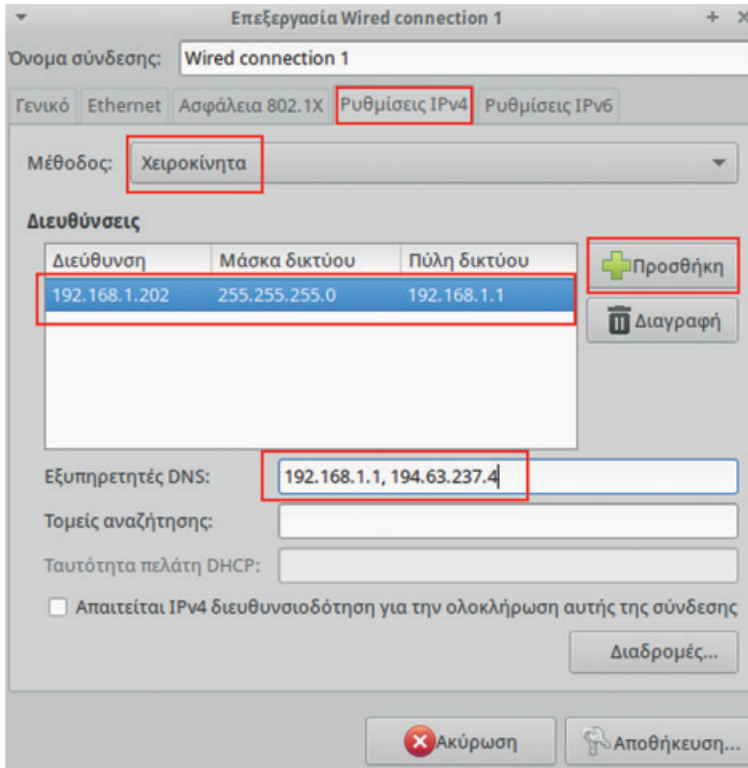 Επεξεργασία Wired connection 1
Όνομα σύνδεσης: Wired connection 1
Γενικό Ethernet Ασφάλεια 802.1X Ρυθμίσεις IPv4 Ρυθμίσεις IPv6
Μέθοδος: Χειροκίνητα
Διευθύνσεις
Διεύθυνση Μάσκα δικτύου Πύλη δικτύου
Προσθήκη
192.168.1.202 255.255.255.0 192.168.1.1
Διαγραφή
Εξυπηρετητές DNS: 192.168.1.1, 194.63.237.4
Τομείς αναζήτησης:
Ταυτότητα πελάτη DHCP:
Απαιτείται IPv4 διευθυνσιοδότηση για την ολοκλήρωση αυτής της σύνδεσης
Διαδρομές...
Ακύρωση Αποθήκευση...